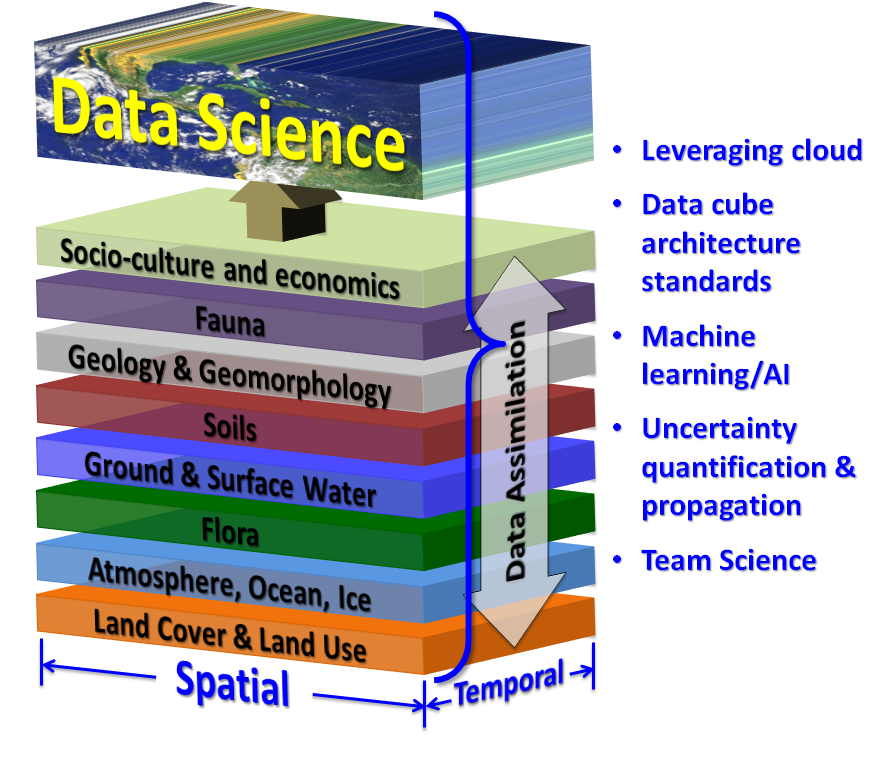 Data Science
Socio-culture and economics
Fauna
Geology & Geomorphology
Soils
Ground & Surface Water
Flora
Atmosphere, Ocean, Ice
Land Cover & Land Use
Spatial
Temporal
Data Assimilation
• Leveraging cloud
• Data cube
architecture
standards
• Machine
learning/AI
• Uncertainty
quantification &
propagation
• Team Science